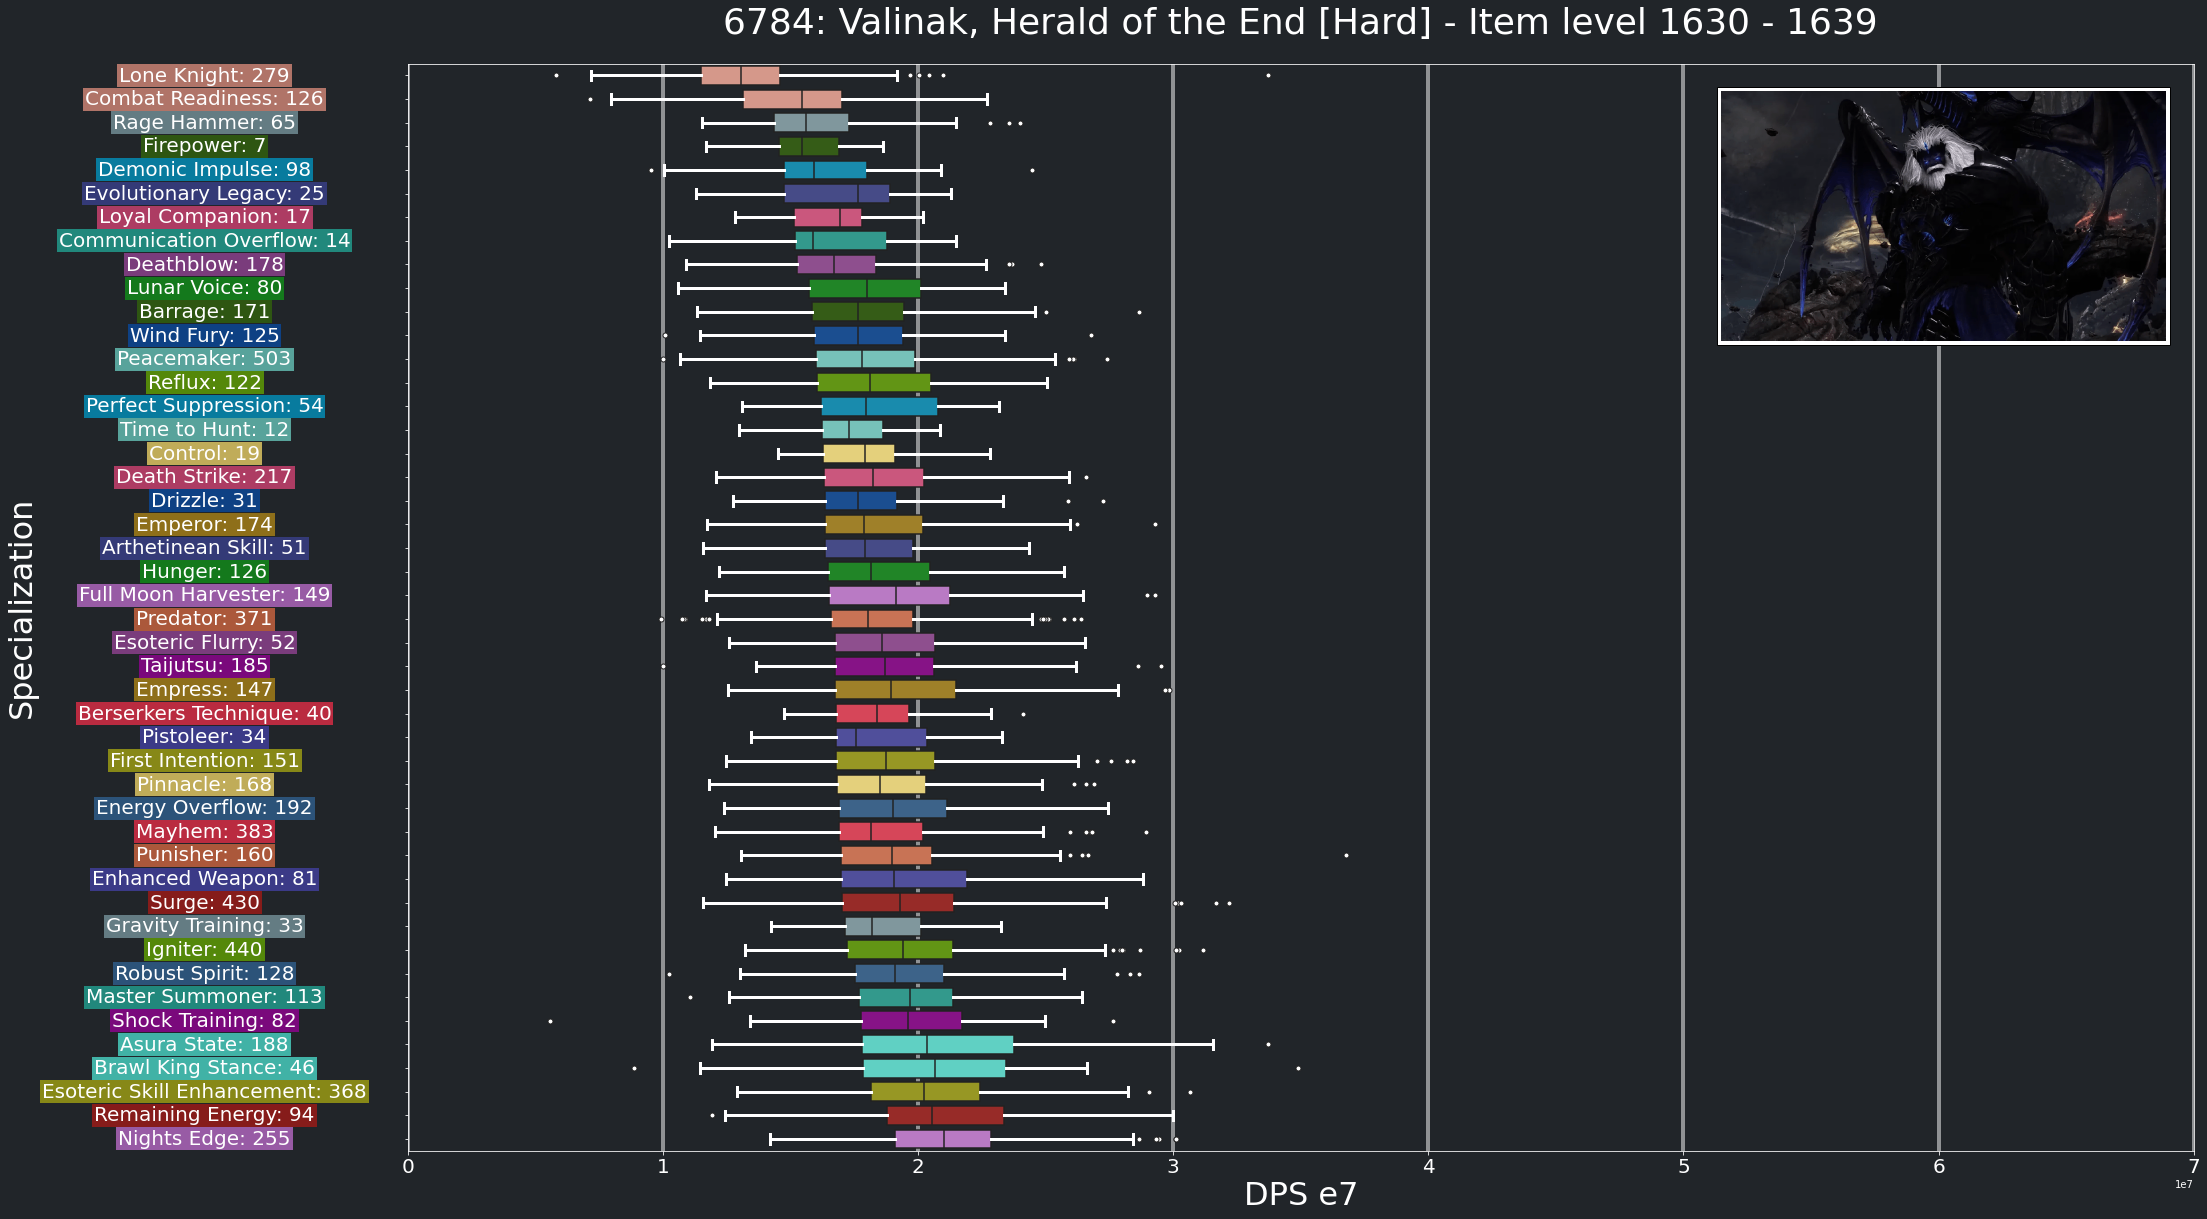 6784: Valinak, Herald of the End [Hard] - Item level 1630 - 1639
Specialization
Lone Knight: 279
Combat Readiness: 126
Rage Hammer: 65
Firepower: 7
Demonic Impulse: 98
Evolutionary Legacy: 25
Loyal Companion: 17
Communication Overflow: 14
Deathblow: 178
Lunar Voice: 80
Barrage: 171
Wind Fury: 125
Peacemaker: 503
Reflux: 122
Perfect Suppression: 54
Time to Hunt: 12
Control: 19
Death Strike: 217
Drizzle: 31
Emperor: 174
Arthetinean Skill: 51
Hunger: 126
Full Moon Harvester: 149
Predator: 371
Esoteric Flurry: 52
Taijutsu: 185
Empress: 147
Berserkers Technique: 40
Pistoleer: 34
First Intention: 151
Pinnacle: 168
Energy Overflow: 192
Mayhem: 383
Punisher: 160
Enhanced Weapon: 81
Surge: 430
Gravity Training: 33
Igniter: 440
Robust Spirit: 128
Master Summoner: 113
Shock Training: 82
Asura State: 188
Brawl King Stance: 46
Esoteric Skill Enhancement: 368
Remaining Energy: 94
Nights Edge: 255
0 1 2 3 4 5 6 7
1e7
DPS e7